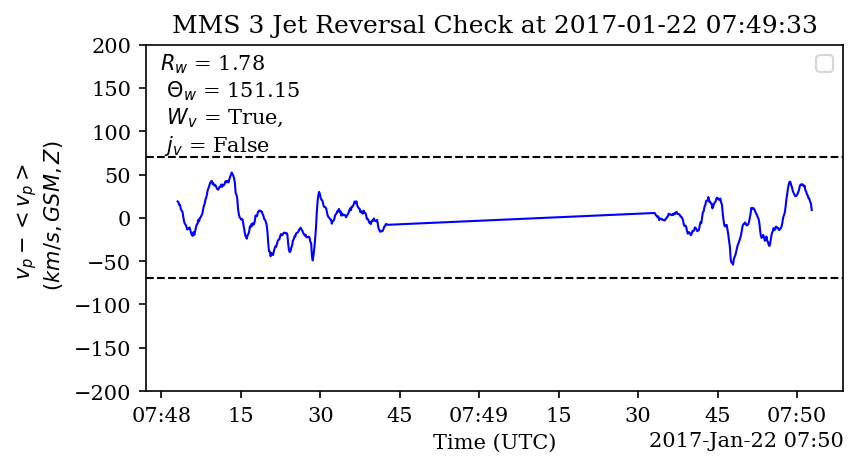 MMS 3 Jet Reversal Check at 2017-01-22 07:49:33
200
150
100
50
0
−50
−100
−150
−200
v_p − < v_p >
(km/s, GSM, Z)
R_w = 1.78
Θ_w = 151.15
W_v = True,
j_v = False
07:48 15 30 45 07:49 15 30 45 07:50
Time (UTC)
2017-Jan-22 07:50